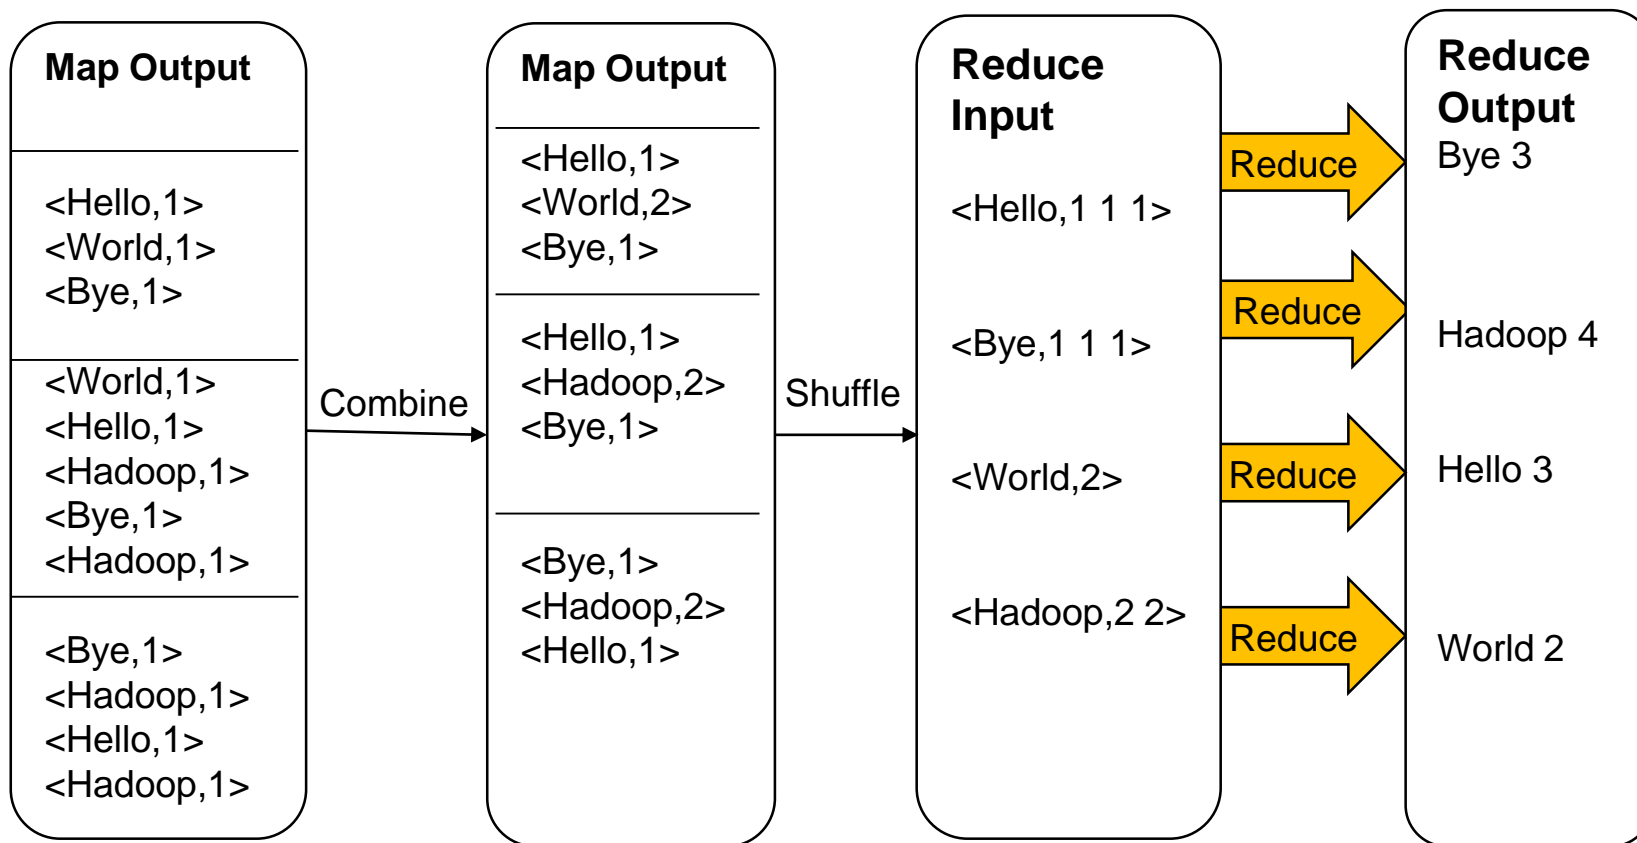 Map Output
<Hello,1>
<World,1>
<Bye,1>
<World,1>
<Hello,1>
<Hadoop,1>
<Bye,1>
<Hadoop,1>
<Bye,1>
<Hadoop,1>
<Hello,1>
<Hadoop,1>
Combine
Map Output
<Hello,1>
<World,2>
<Bye,1>
<Hello,1>
<Hadoop,2>
<Bye,1>
<Bye,1>
<Hadoop,2>
<Hello,1>
Shuffle
Reduce
Input
<Hello,1 1 1>
<Bye,1 1 1>
<World,2>
<Hadoop,2 2>
Reduce
Reduce
Reduce
Reduce
Reduce
Output
Bye 3
Hadoop 4
Hello 3
World 2